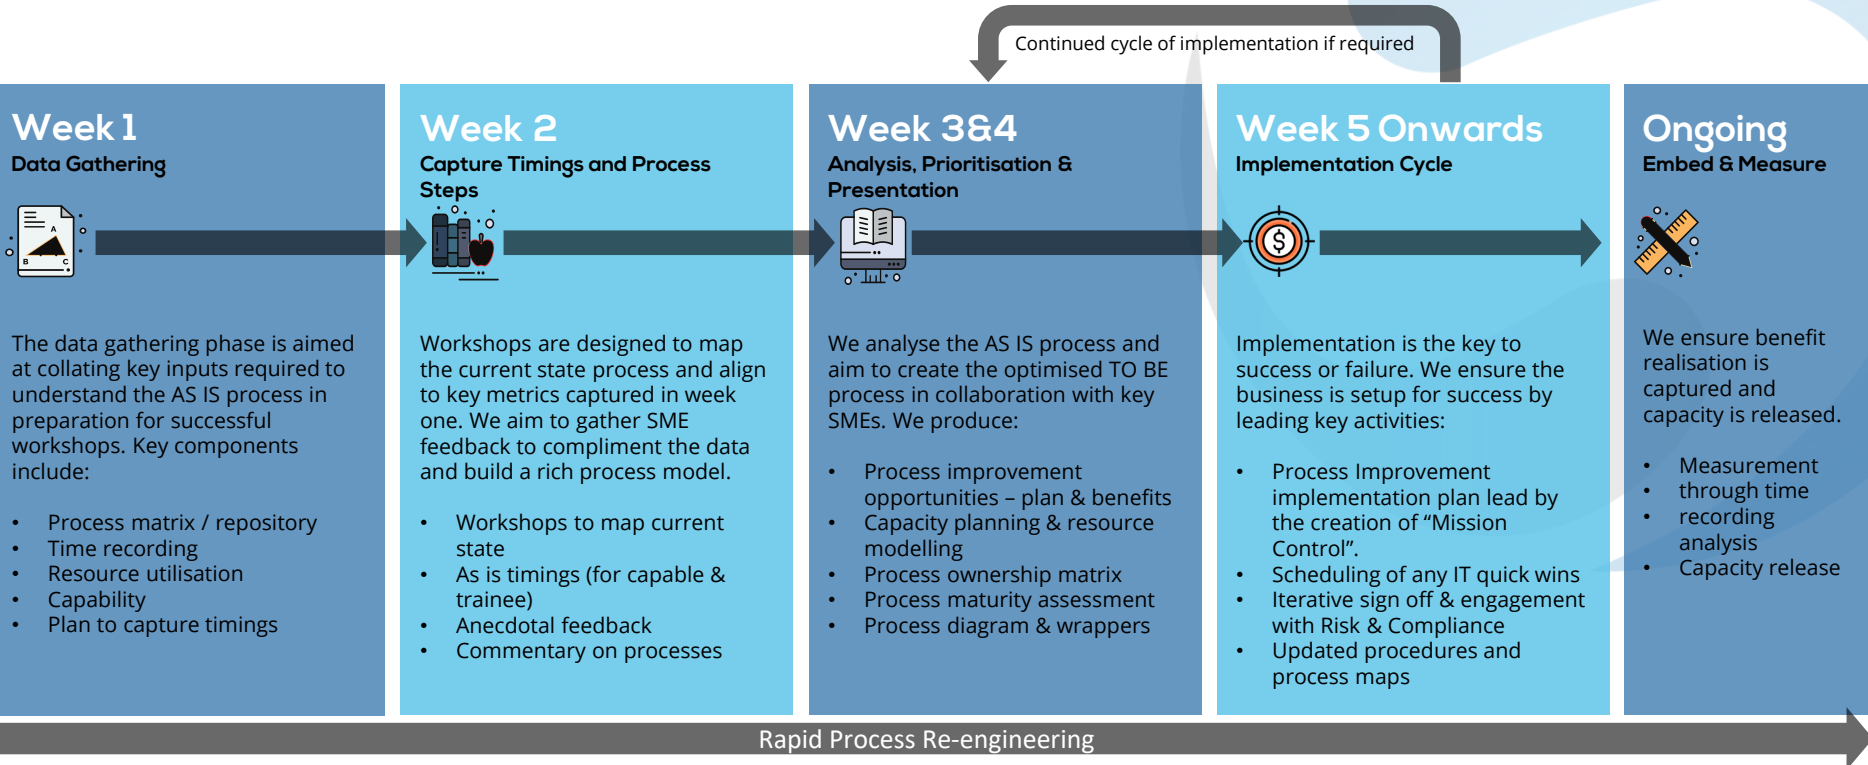 Continued cycle of implementation if required
Week 1
Data Gathering
A
B
C
The data gathering phase is aimed
at collating key inputs required to
understand the AS IS process in
preparation for successful
workshops. Key components
include:
• Process matrix / repository
• Time recording
• Resource utilisation
• Capability
• Plan to capture timings
Week 2
Capture Timings and Process
Steps
Workshops are designed to map
the current state process and align
to key metrics captured in week
one. We aim to gather SME
feedback to compliment the data
and build a rich process model.
• Workshops to map current
state
• As is timings (for capable &
trainee)
• Anecdotal feedback
• Commentary on processes
Week 3&4
Analysis, Prioritisation &
Presentation
We analyse the AS IS process and
aim to create the optimised TO BE
process in collaboration with key
SMEs. We produce:
• Process improvement
opportunities – plan & benefits
• Capacity planning & resource
modelling
• Process ownership matrix
• Process maturity assessment
• Process diagram & wrappers
Week 5 Onwards
Implementation Cycle
$
Implementation is the key to
success or failure. We ensure the
business is setup for success by
leading key activities:
• Process Improvement
implementation plan lead by
the creation of “Mission
Control”.
• Scheduling of any IT quick wins
• Iterative sign off & engagement
with Risk & Compliance
• Updated procedures and
process maps
Ongoing
Embed & Measure
We ensure benefit
realisation is
captured and
capacity is released.
• Measurement
• through time
• recording
analysis
• Capacity release
Rapid Process Re-engineering